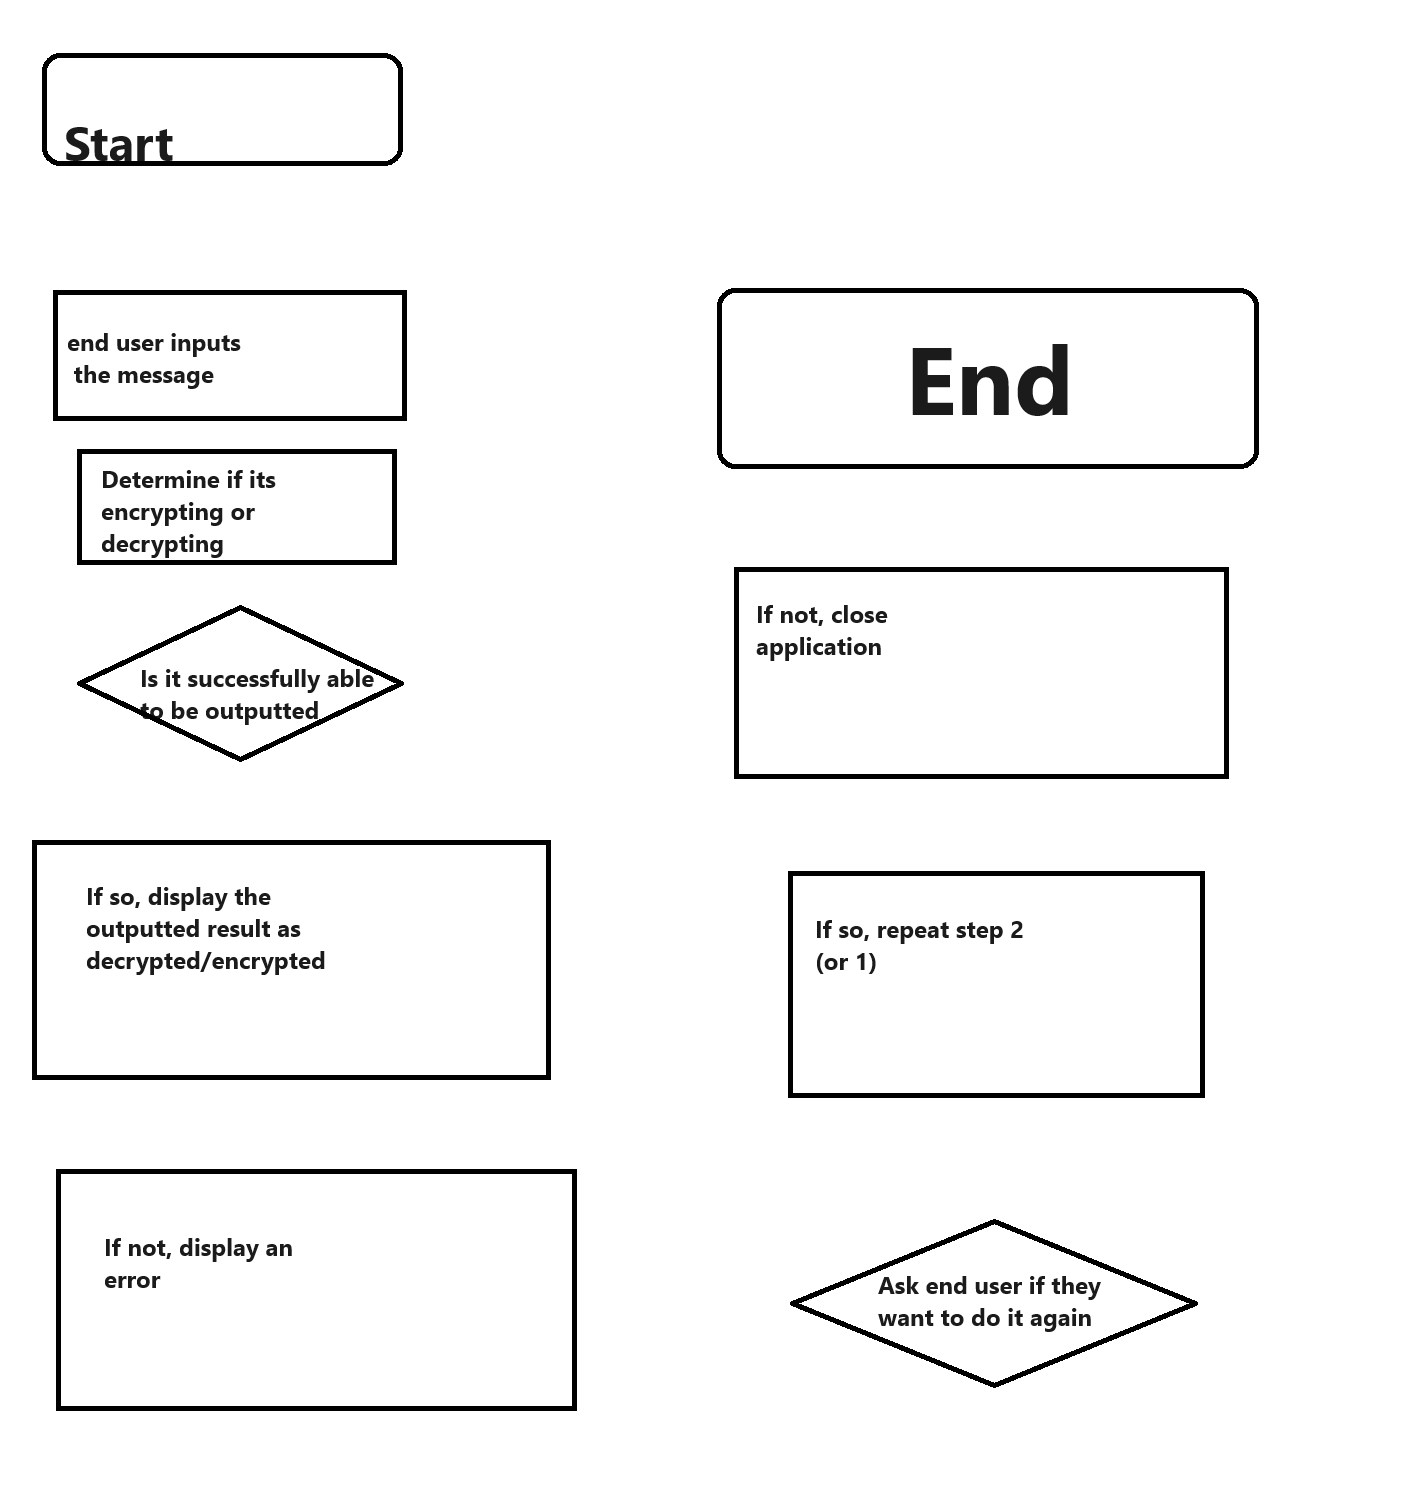 Start
end user inputs
the message
Determine if its
encrypting or
decrypting
Is it successfully able
to be outputted
If so, display the
outputted result as
decrypted/encrypted
If not, display an
error
End
If not, close
application
If so, repeat step 2
(or 1)
Ask end user if they
want to do it again